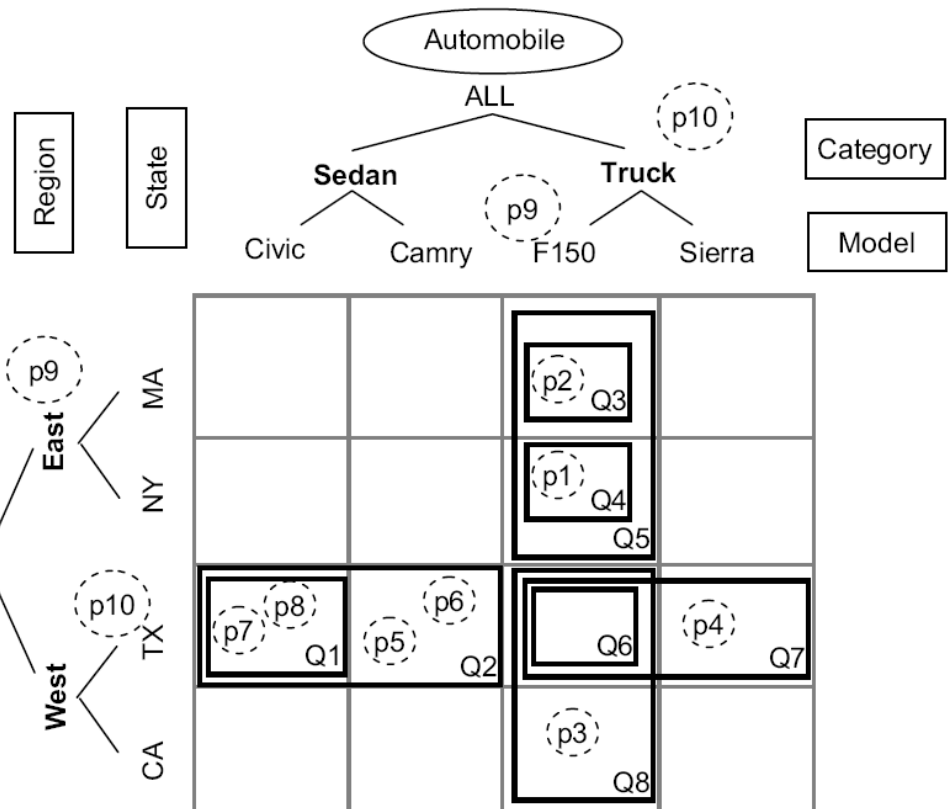 Automobile
ALL
p10
Region
State
Category
Sedan
Truck
p9
Model
Civic
Camry
F150
Sierra
p9
MA
p2
Q3
East
NY
p1
Q4
Q5
p10
TX
p7
p8
Q1
p5
p6
Q2
Q6
p4
Q7
West
CA
p3
Q8